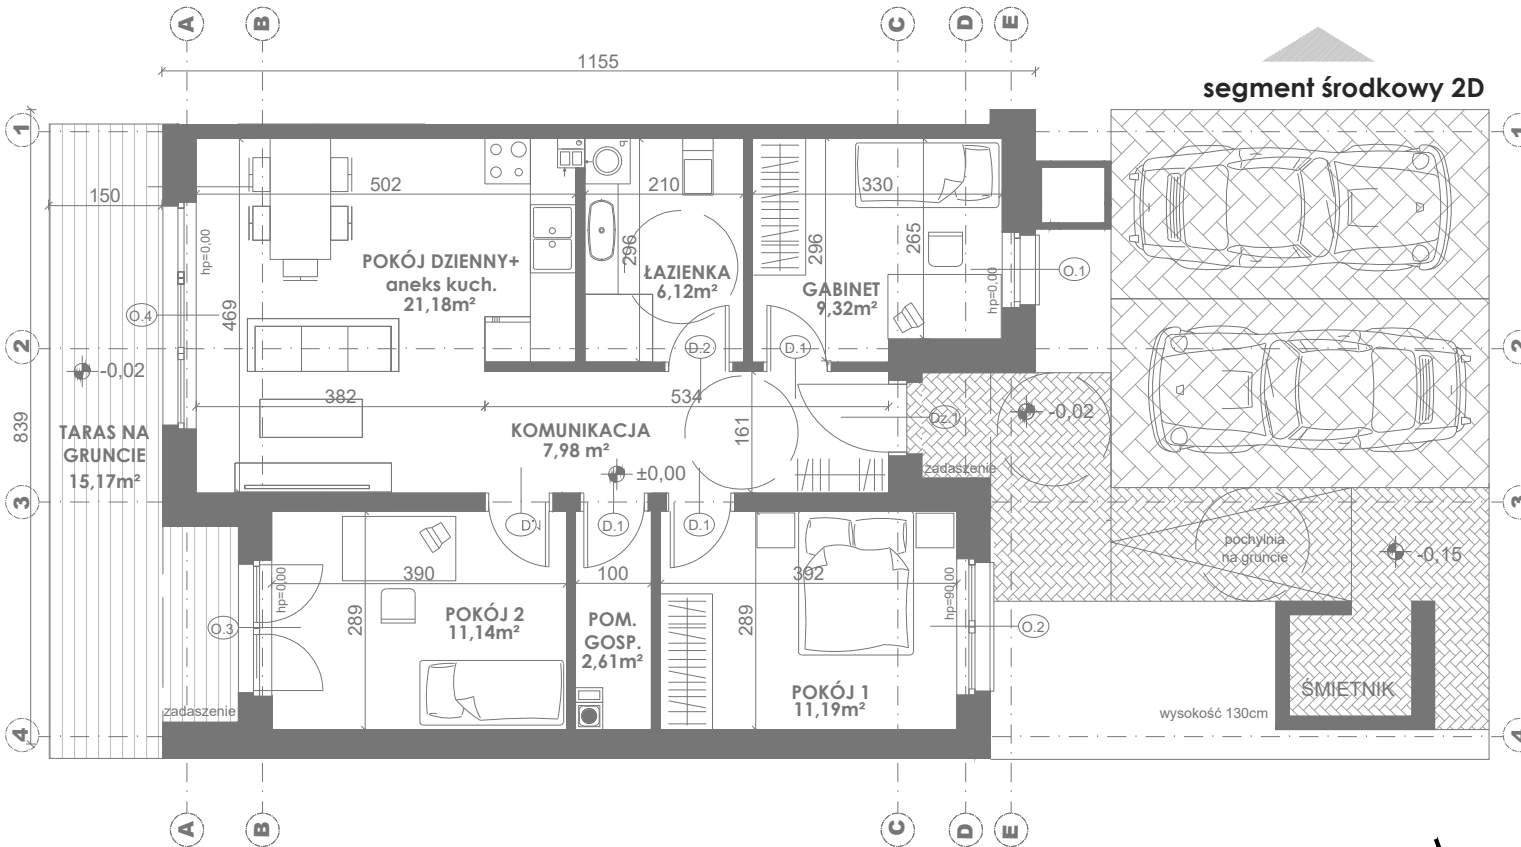 A
B
C
D
E
1155
segment środkowy 2D
1
1
150
502
210
330
hp=0,00
296
296
265
POKÓJ DZIENNY+
aneks kuch.
21,18m²
ŁAZIENKA
6,12m²
GABINET
9,32m²
hp=0,00
O.1
O.4
469
2
D.2
D.1
2
-0,02
382
534
161
Dz.1
-0,02
839
TARAS NA
GRUNCIE
15,17m²
KOMUNIKACJA
7,98 m²
±0,00
zadaszenie
3
3
D.1
D.1
pochylnia
na gruncie
-0,15
390
100
392
hp=0,00
hp=90,00
289
289
POKÓJ 2
11,14m²
POM.
GOSP.
2,61m²
O.3
O.2
POKÓJ 1
11,19m²
ŚMIETNIK
zadaszenie
wysokość 130cm
4
4
A
B
C
D
E